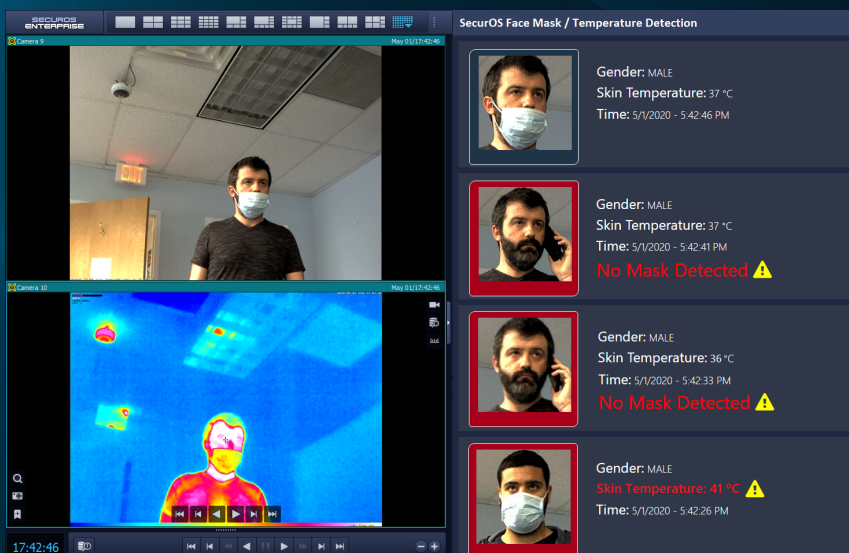 SECUROS
ENTERPRISE
Camera 9
May 01/17:42:46
Camera 10
May 01/17:42:46
17:42:46
SecurOS Face Mask / Temperature Detection
Gender: MALE
Skin Temperature: 37 °C
Time: 5/1/2020 - 5:42:46 PM
Gender: MALE
Skin Temperature: 37 °C
Time: 5/1/2020 - 5:42:41 PM
No Mask Detected
Gender: MALE
Skin Temperature: 36 °C
Time: 5/1/2020 - 5:42:33 PM
No Mask Detected
Gender: MALE
Skin Temperature: 41 °C
Time: 5/1/2020 - 5:42:26 PM